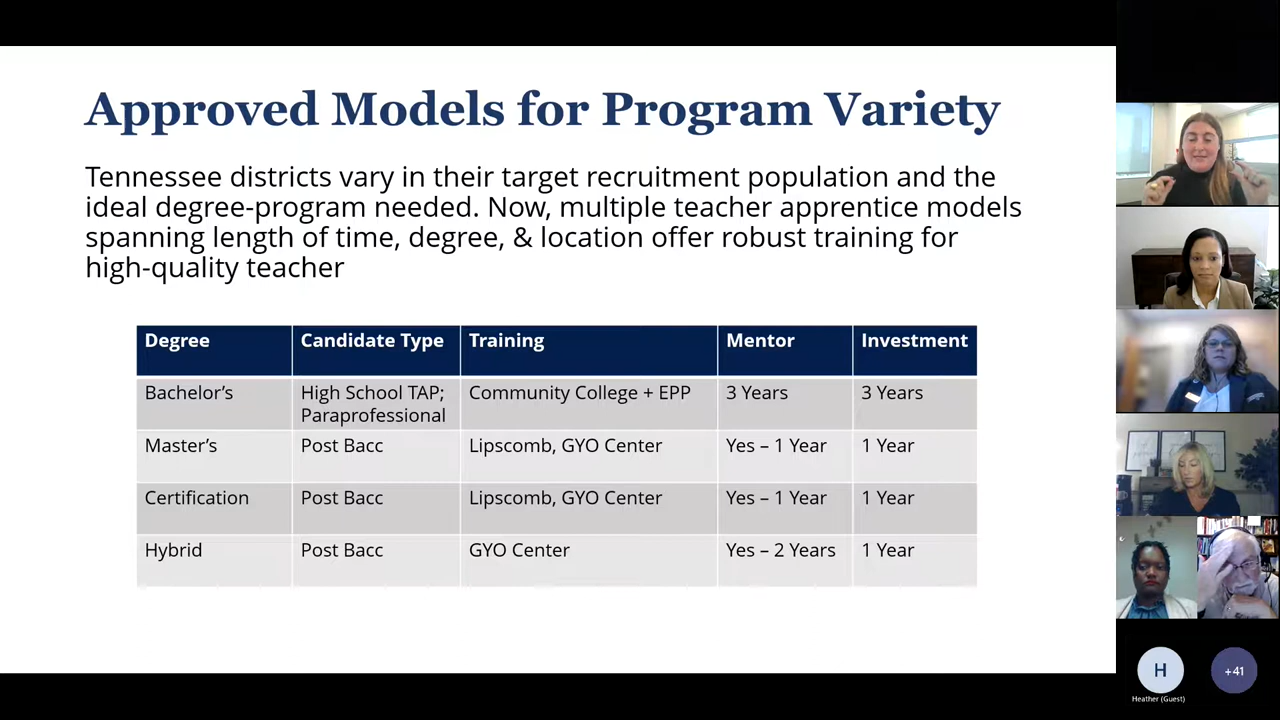 Approved Models for Program Variety
Tennessee districts vary in their target recruitment population and the
ideal degree-program needed. Now, multiple teacher apprentice models
spanning length of time, degree, & location offer robust training for
high-quality teacher
Degree Candidate Type Training Mentor Investment
Bachelor’s High School TAP; Community College + EPP 3 Years 3 Years
Paraprofessional
Master’s Post Bacc Lipscomb, GYO Center Yes – 1 Year 1 Year
Certification Post Bacc Lipscomb, GYO Center Yes – 1 Year 1 Year
Hybrid Post Bacc GYO Center Yes – 2 Years 1 Year
H
+41
Heather (Guest)